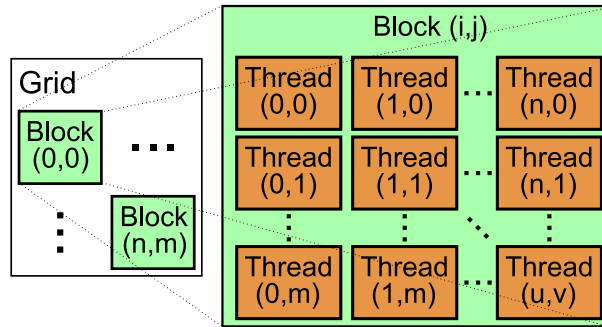 Grid
Block
(0,0)
...
Block
(n,m)
Block (i,j)
Thread
(0,0)
Thread
(1,0)
...
Thread
(n,0)
Thread
(0,1)
Thread
(1,1)
...
Thread
(n,1)
Thread
(0,m)
Thread
(1,m)
...
Thread
(u,v)